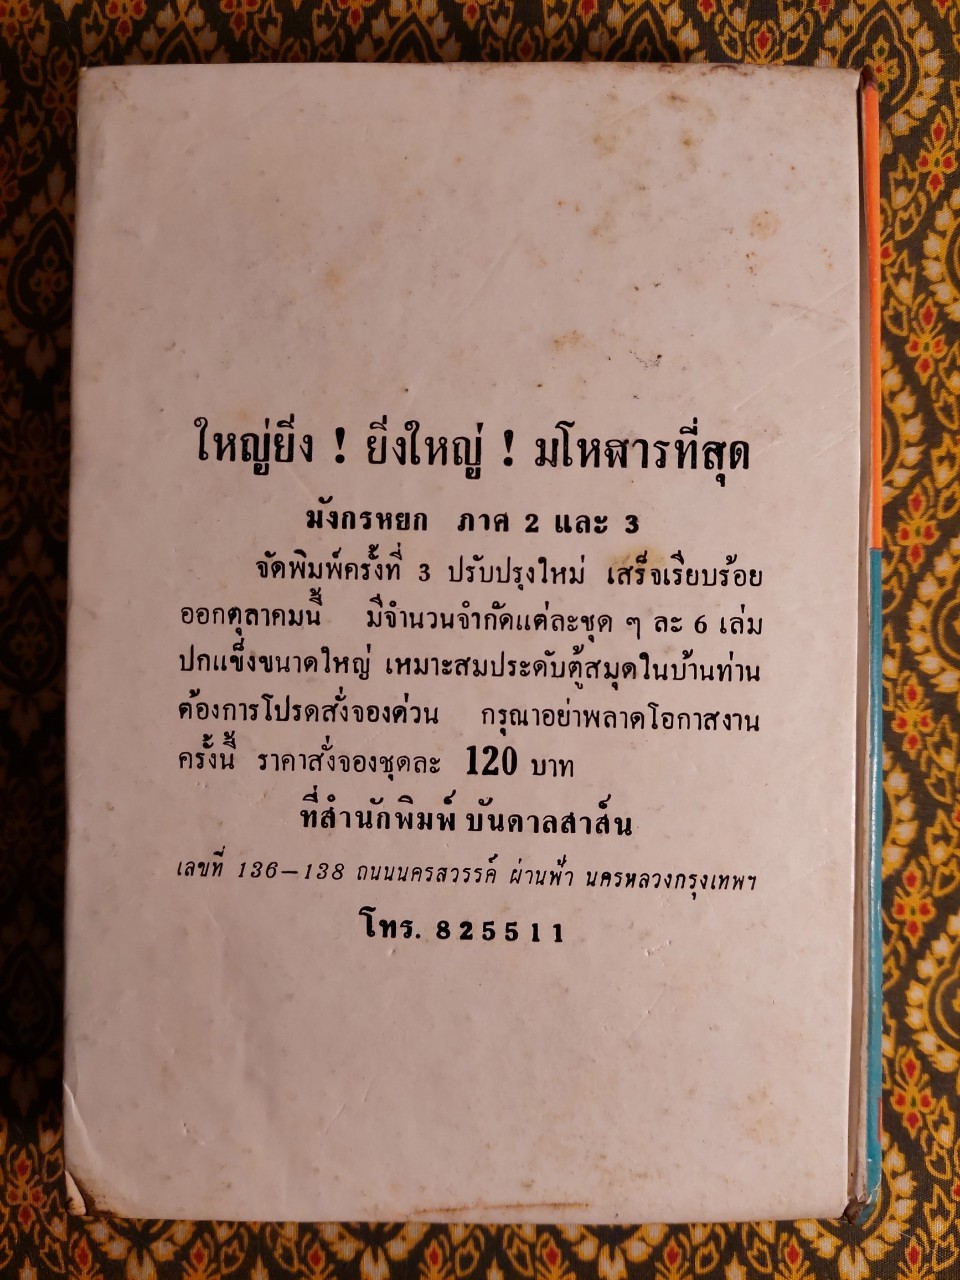 ใหญ่ยิ่ง ! ยิ่งใหญ่ ! มโหฬารที่สุด
มังกรหยก ภาค 2 และ 3
จัดพิมพ์ครั้งที่ 3 ปรับปรุงใหม่ เสร็จเรียบร้อย
ออกตุลาคมนี้ มีจำนวนจำกัดแต่ละชุด ๆ ละ 6 เล่ม
ปกแข็งขนาดใหญ่ เหมาะสมประดับตู้สมุดในบ้านท่าน
ต้องการโปรดสั่งจองด่วน กรุณาอย่าพลาดโอกาสงาน
ครั้งนี้ ราคาสั่งจองชุดละ 120 บาท
ที่สำนักพิมพ์ บันดาลสาส์น
เลขที่ 136–138 ถนนนครสวรรค์ ผ่านฟ้า นครหลวงกรุงเทพฯ
โทร. 825511